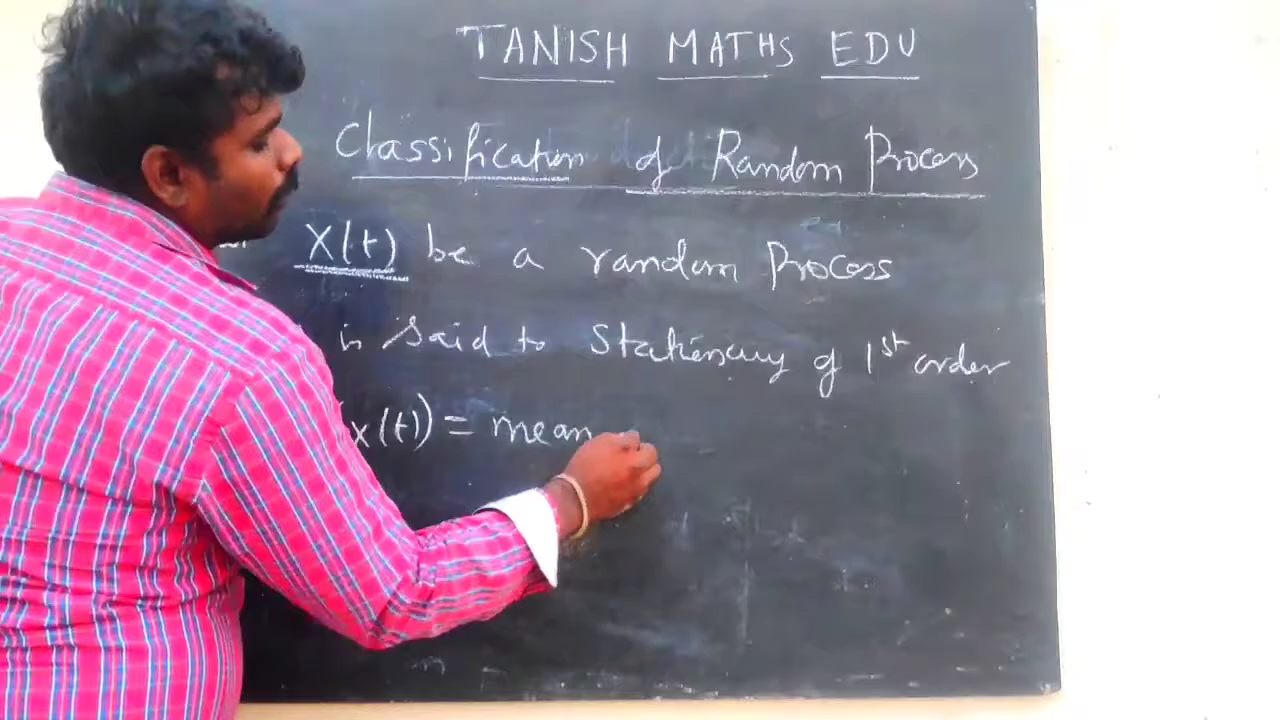 TANISH MATHS EDU
Classification of Random Process
X(t) be a random Process
is said to Stationary of 1st order
x(t)) = mean